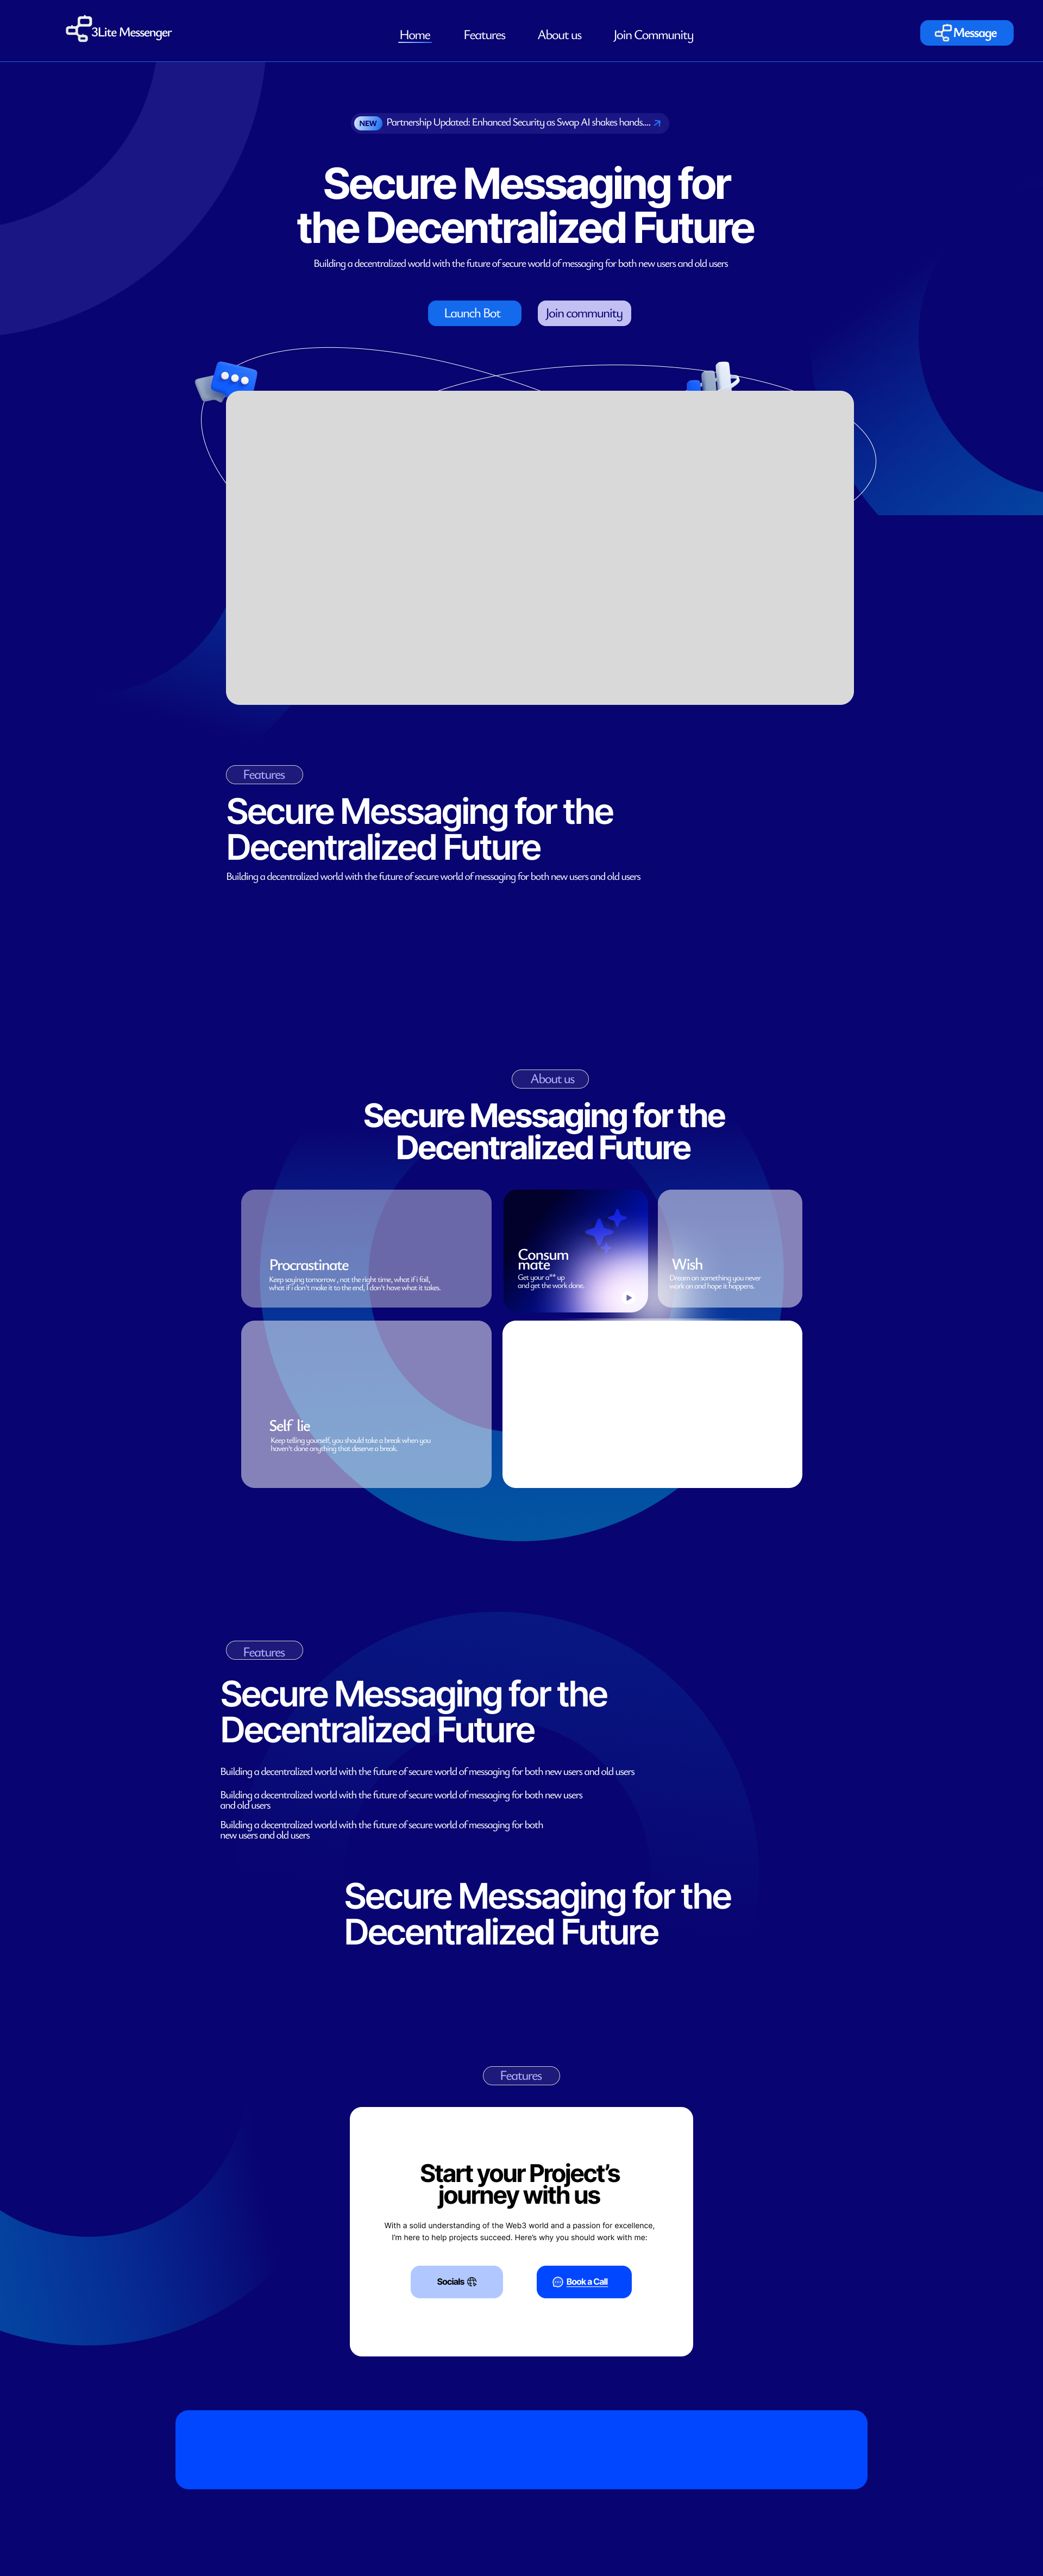 3Lite Messenger
Home
Features
About us
Join Community
Message
NEW
Partnership Updated: Enhanced Security as Swap AI shakes hands....
Secure Messaging for
the Decentralized Future
Building a decentralized world with the future of secure world of messaging for both new users and old users
Launch Bot
Join community
Features
Secure Messaging for the
Decentralized Future
Building a decentralized world with the future of secure world of messaging for both new users and old users
About us
Secure Messaging for the
Decentralized Future
Procrastinate
Keep saying tomorrow , not the right time, what if i fail,
what if i don't make it to the end, I don't have what it takes.
Consum
mate
Get your a** up
and get the work done.
Wish
Dream on something you never
work on and hope it happens.
Self lie
Keep telling yourself, you should take a break when you
haven't done anything that deserve a break.
Features
Secure Messaging for the
Decentralized Future
Building a decentralized world with the future of secure world of messaging for both new users and old users
Building a decentralized world with the future of secure world of messaging for both new users
and old users
Building a decentralized world with the future of secure world of messaging for both
new users and old users
Secure Messaging for the
Decentralized Future
Features
Start your Project's
journey with us
With a solid understanding of the Web3 world and a passion for excellence,
I'm here to help projects succeed. Here's why you should work with me:
Socials
Book a Call